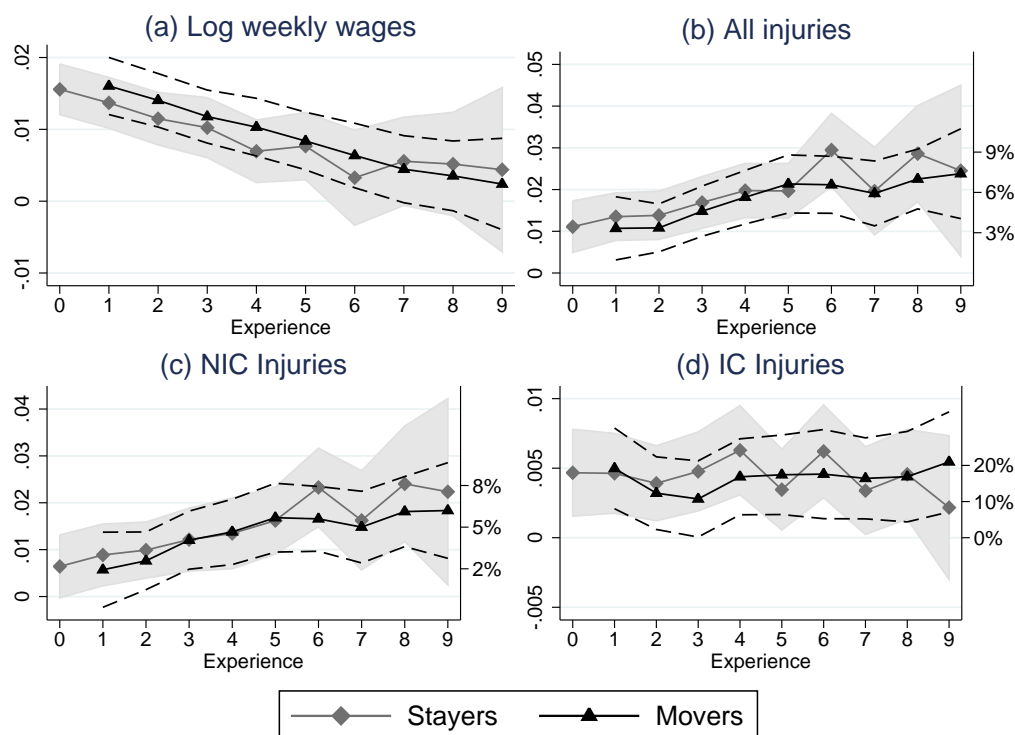 (a) Log weekly wages
.02
.01
0
-.01
0 1 2 3 4 5 6 7 8 9
Experience
(b) All injuries
.05
.04
.03
.02
.01
0
9%
6%
3%
0 1 2 3 4 5 6 7 8 9
Experience
(c) NIC Injuries
.04
.03
.02
.01
0
8%
5%
2%
0 1 2 3 4 5 6 7 8 9
Experience
(d) IC Injuries
.01
.005
0
-.005
20%
10%
0%
0 1 2 3 4 5 6 7 8 9
Experience
Stayers Movers